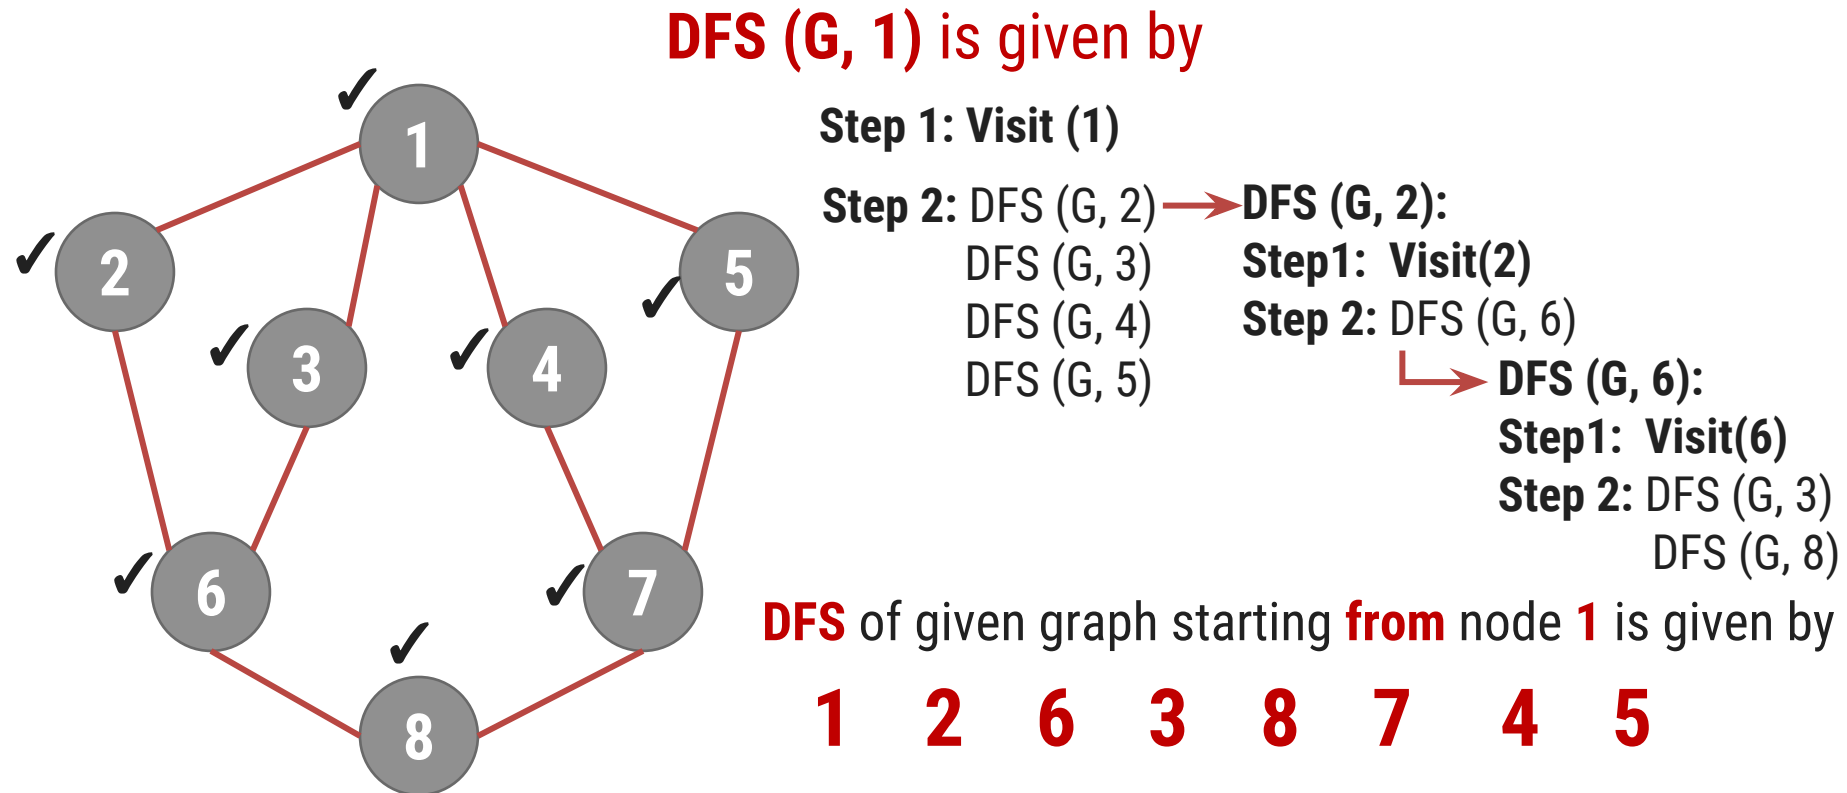 DFS (G, 1) is given by
Step 1: Visit (1)
Step 2: DFS (G, 2)
DFS (G, 3)
DFS (G, 4)
DFS (G, 5)
DFS (G, 2):
Step1: Visit(2)
Step 2: DFS (G, 6)
DFS (G, 6):
Step1: Visit(6)
Step 2: DFS (G, 3)
DFS (G, 8)
DFS of given graph starting from node 1 is given by
1 2 6 3 8 7 4 5
✓
1
✓
2
✓
5
✓
3
✓
4
✓
6
✓
7
✓
8